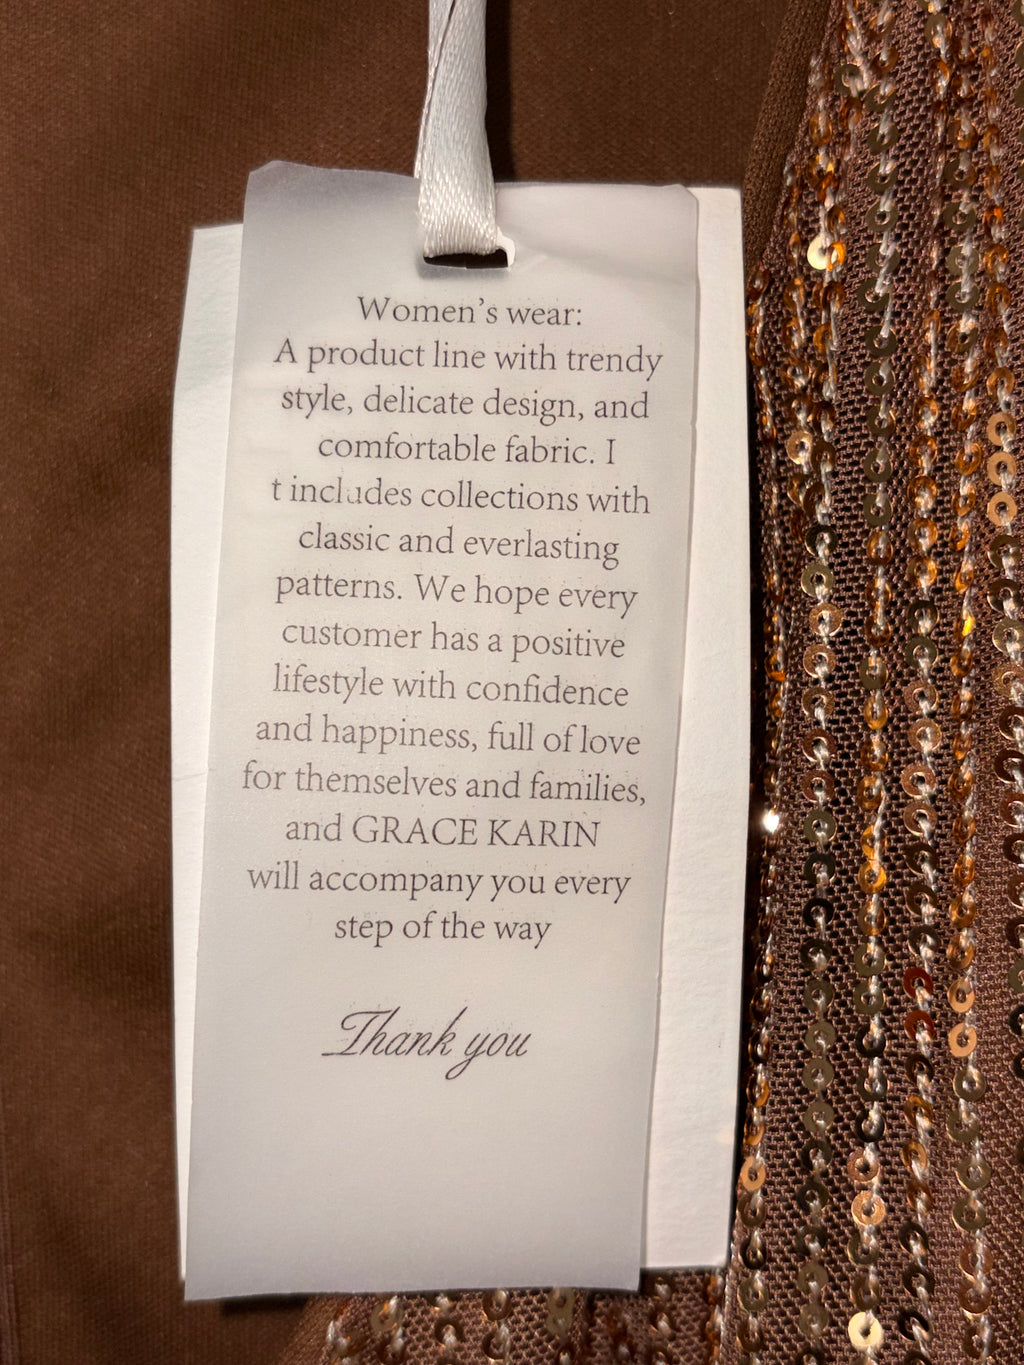 Women's wear:
A product line with trendy
style, delicate design, and
comfortable fabric. I
t includes collections with
classic and everlasting
patterns. We hope every
customer has a positive
lifestyle with confidence
and happiness, full of love
for themselves and families,
and GRACE KARIN
will accompany you every
step of the way
Thank you